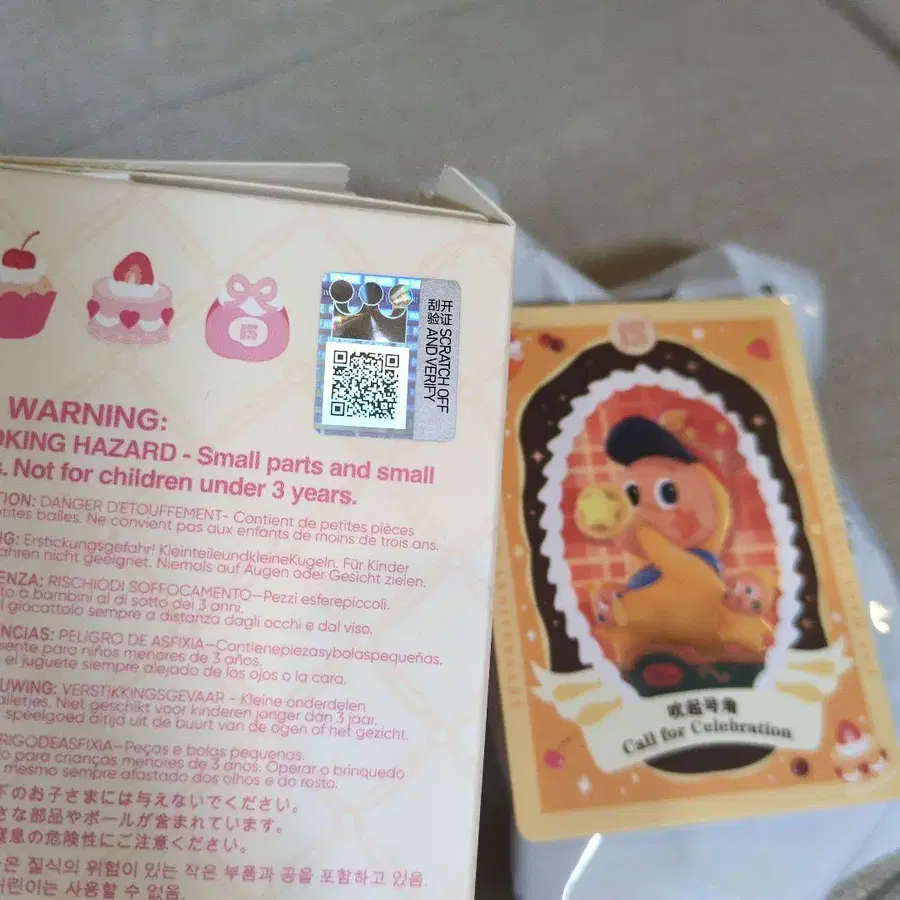 WARNING:
OKING HAZARD - Small parts and small
s. Not for children under 3 years.
ION: DANGER D'ETOUFFEMENT- Contient de petites pièces
etites balles. Ne convient pas aux enfants de moins de trois ans.
NG: Erstickungsgefahr! KleinteileundkleineKugeln. Für Kinder
ahren nicht geeignet. Niemals auf Augen oder Gesicht zielen.
ENZA: RISCHIODI SOFFOCAMENTO—Pezzi esferepiccoli.
to a bambini al di sotto dei 3 anni.
l giocattolo sempre a distanza dagli occhi e dal viso.
NCIAS: PELIGRO DE ASFIXIA—Contienepiezasybolaspequeñas.
iente para niños menores de 3 años.
el juguete siempre alejado de los ojos o la cara.
UWING: VERSTIKKINGSGEVAAR - Kleine onderdelen
alletjes. Niet geschikt voor kinderen jonger dan 3 jaar.
speelgoed altijd uit de buurt van de ogen of het gezicht.
RIGODEASFIXIA—Peças e bolas pequenas.
o para crianças menores de 3 anos. Operar o brinquedo
mesmo sempre afastado dos olhos e do rosto.
下のお子さまには与えないでください。
さな部品やボールが含まれています。
窒息の危険性にご注意ください。
은 질식의 위험이 있는 작은 부품과 공을 포함하고 있음
어린이는 사용할 수 없음.
刮开
验证
SCRATCH OFF
AND VERIFY
吹起号角
Call for Celebration